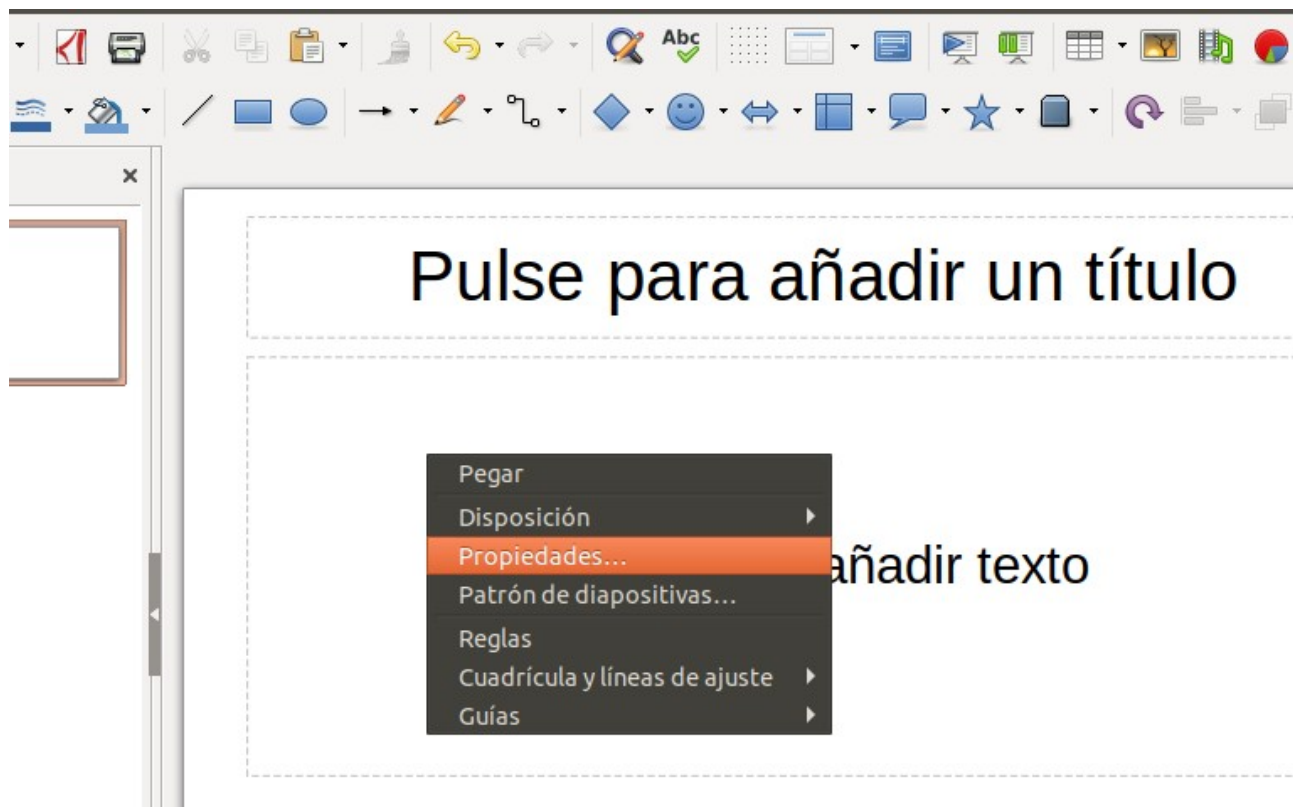 Abc
Pulse para añadir un título
Pegar
Disposición
Propiedades...
añadir texto
Patrón de diapositivas...
Reglas
Cuadrícula y líneas de ajuste
Guías